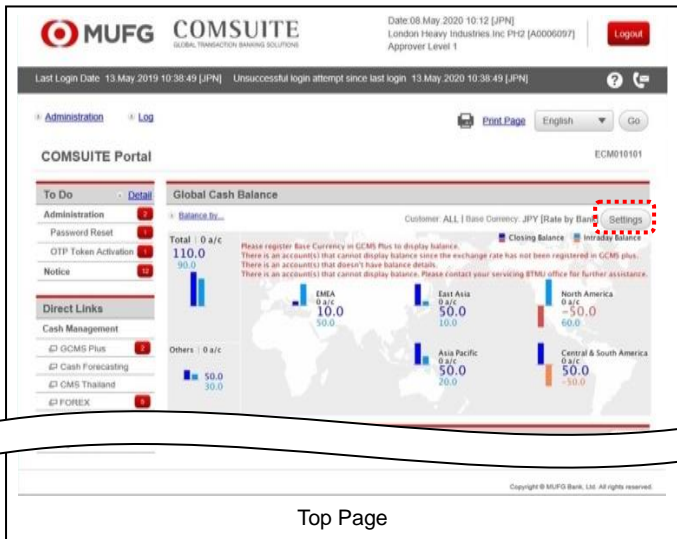 MUFG
COMSUITE
GLOBAL TRANSACTION BANKING SOLUTIONS
Date:08.May.2020 10:12 [JPN]
London Heavy Industries.Inc PH2 [A0006097]
Approver Level 1
Logout
Last Login Date 13.May.2019 10:38:49 [JPN] Unsuccessful login attempt since last login 13.May.2020 10:38:49 [JPN]
Administration Log
Print Page English Go
COMSUITE Portal
ECM010101
To Do Detail
Administration 2
Password Reset 1
OTP Token Activation 1
Notice 12
Direct Links
Cash Management
GCMS Plus 2
Cash Forecasting
CMS Thailand
FOREX 5
Global Cash Balance
Balance by...
Customer: ALL | Base Currency: JPY [Rate by Bank]
Settings
Closing Balance Intraday Balance
Total 0 a/c
110.0
90.0
Please register Base Currency in GCMS Plus to display balance.
There is an account(s) that cannot display balance since the exchange rate has not been registered in GCMS plus.
There is an account(s) that doesn't have balance details.
There is an account(s) that cannot display balance. Please contact your servicing BTMU office for further assistance.
EMEA
0 a/c
10.0
50.0
East Asia
0 a/c
50.0
10.0
North America
0 a/c
-50.0
60.0
Others 0 a/c
50.0
30.0
Asia Pacific
0 a/c
50.0
20.0
Central & South America
0 a/c
50.0
-50.0
Copyright © MUFG Bank, Ltd. All rights reserved.
Top Page